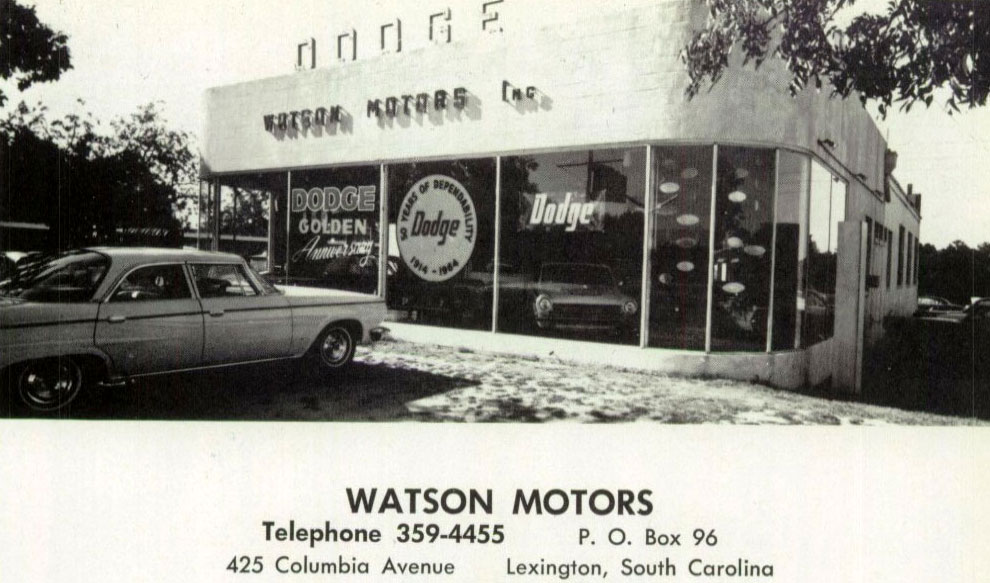 DODGE
WATSON MOTORS Inc
DODGE
GOLDEN
Anniversary
50 YEARS OF DEPENDABILITY
Dodge
1914 - 1964
Dodge
WATSON MOTORS
Telephone 359-4455 P. O. Box 96
425 Columbia Avenue Lexington, South Carolina